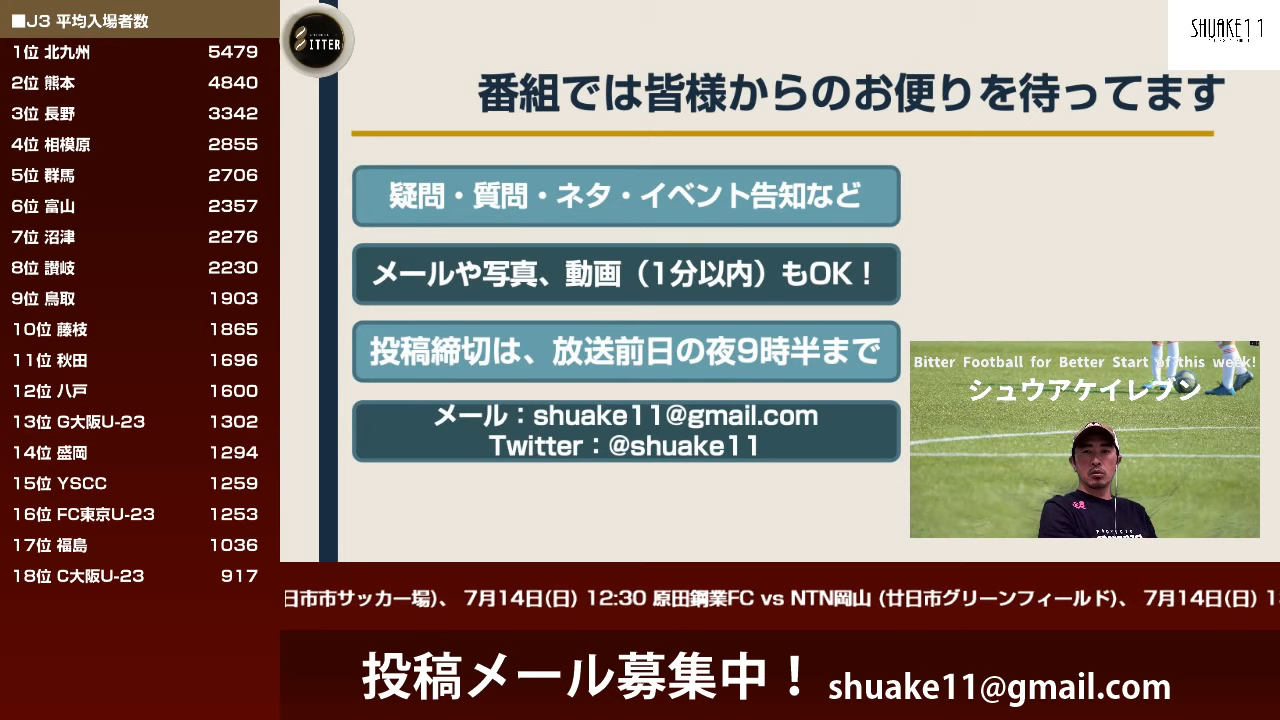 ■J3 平均入場者数
1位 北九州 5479
2位 熊本 4840
3位 長野 3342
4位 相模原 2855
5位 群馬 2706
6位 富山 2357
7位 沼津 2276
8位 讃岐 2230
9位 鳥取 1903
10位 藤枝 1865
11位 秋田 1696
12位 八戸 1600
13位 G大阪U-23 1302
14位 盛岡 1294
15位 YSCC 1259
16位 FC東京U-23 1253
17位 福島 1036
18位 C大阪U-23 917
BITTER
SHUAKE11
番組では皆様からのお便りを待ってます
疑問・質問・ネタ・イベント告知など
メールや写真、動画（1分以内）もOK！
投稿締切は、放送前日の夜9時半まで
メール：shuake11@gmail.com
Twitter：@shuake11
Bitter Football for Better Start of this week!
シュウアケイレブン
日市市サッカー場)、 7月14日(日) 12:30 原田鋼業FC vs NTN岡山 (廿日市グリーンフィールド)、 7月14日(日) 1
投稿メール募集中！ shuake11@gmail.com